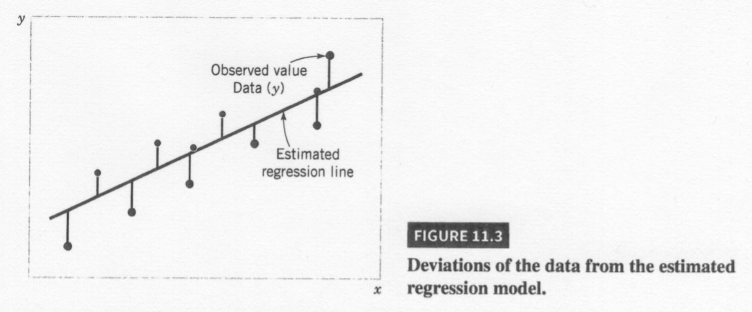 y
Observed value
Data (y)
Estimated
regression line
x
FIGURE 11.3
Deviations of the data from the estimated
regression model.